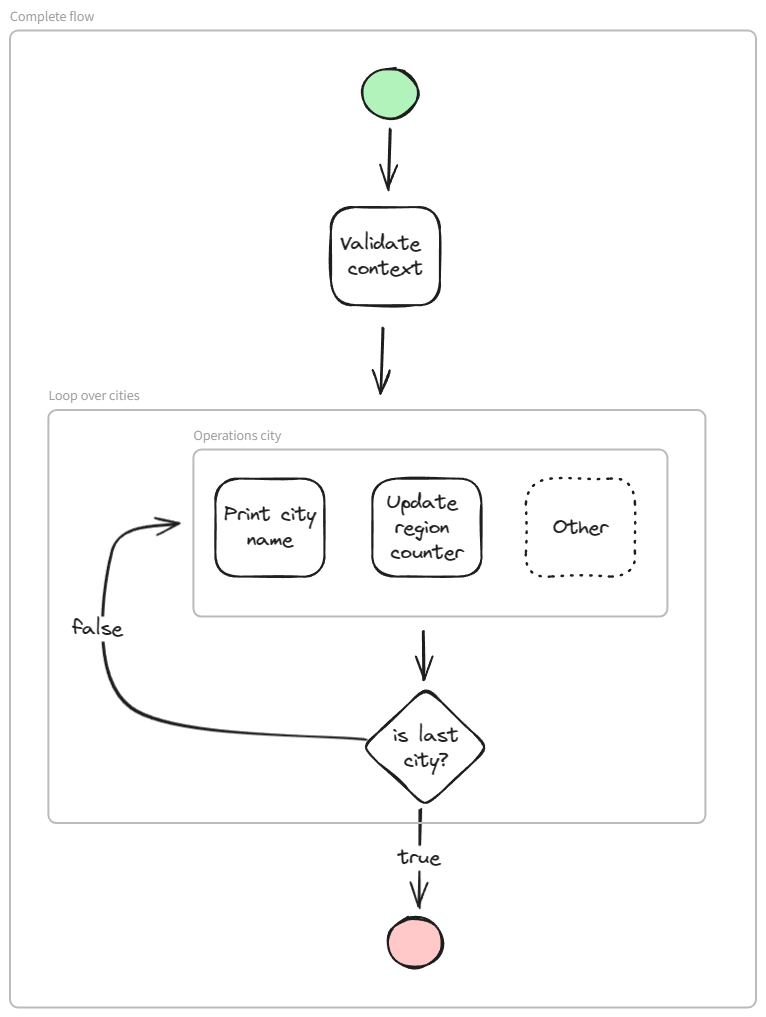 Complete flow
Validate
context
Loop over cities
Operations city
Print city
name
Update
region
counter
Other
false
is last
city?
true